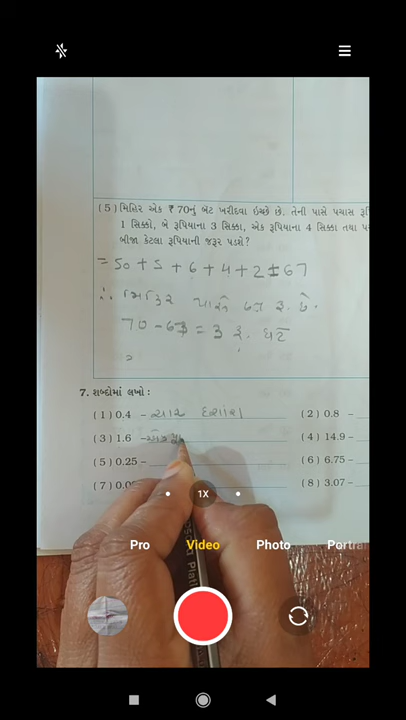 (5) મિહિર એક ₹ 70નું બૅટ ખરીદવા ઇચ્છે છે. તેની પાસે પચાસ
1 સિક્કો, બે રૂપિયાના 3 સિક્કા, એક રૂપિયાના 4 સિક્કા તથા
બીજા કેટલા રૂપિયાની જરૂર પડશે?
= 50 + 5 + 6 + 4 + 2 = 67
∴ મિહિર પાસે 67 રૂ. છે.
70 - 67 = 3 રૂ. ઘટે
7. શબ્દોમાં લખો :
(1) 0.4 - ચાર દશાંશ
(2) 0.8 -
(3) 1.6 -
(4) 14.9 -
(5) 0.25 -
(6) 6.75 -
(7)
(8) 3.07 -
1X
Pro Video Photo